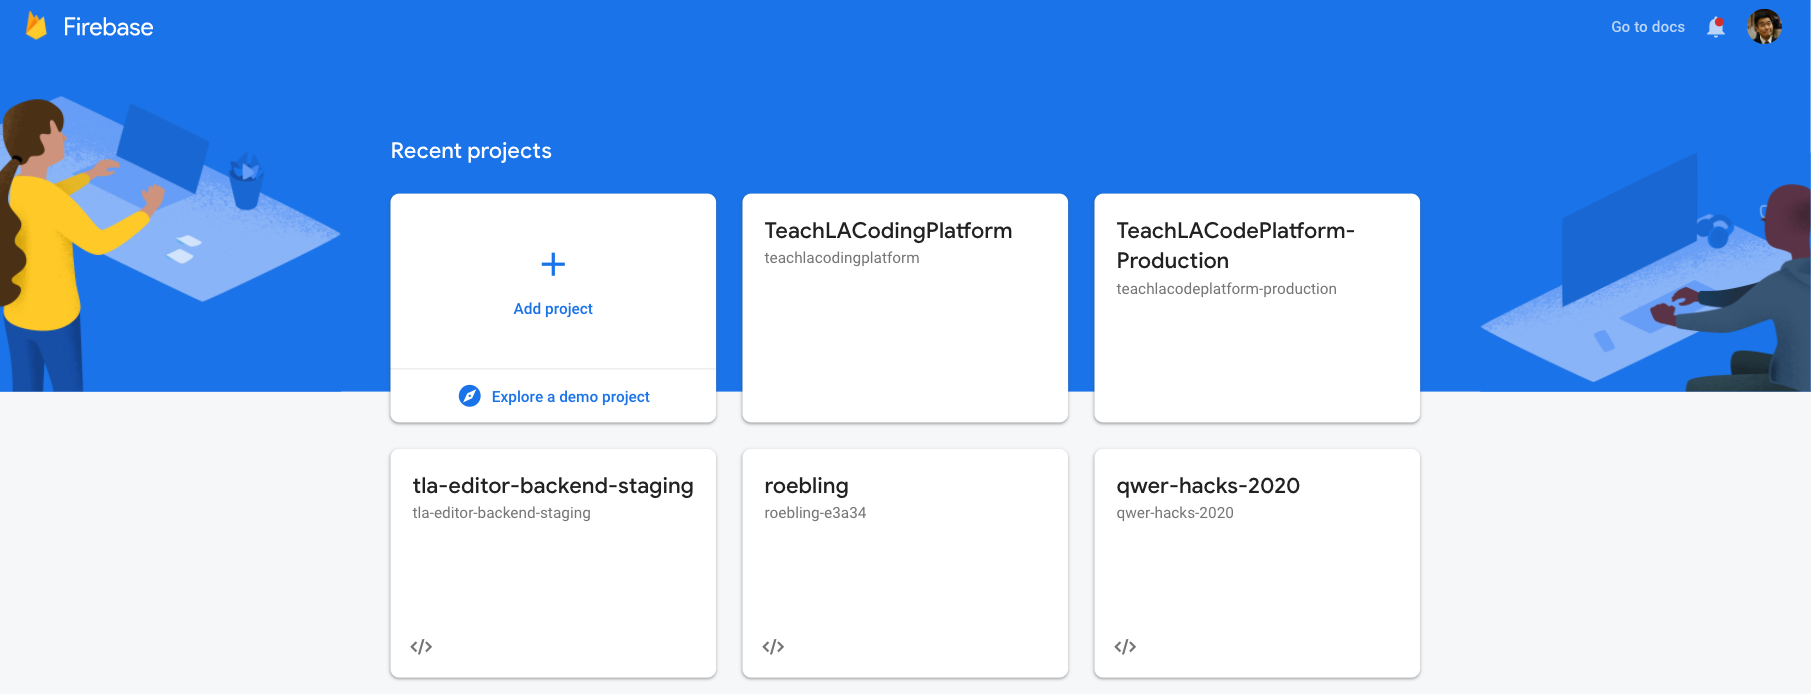 Firebase
Go to docs
Recent projects
Add project
Explore a demo project
TeachLACodingPlatform
teachlacodingplatform
TeachLACodePlatform-
Production
teachlacodeplatform-production
tla-editor-backend-staging
tla-editor-backend-staging
roebling
roebling-e3a34
qwer-hacks-2020
qwer-hacks-2020